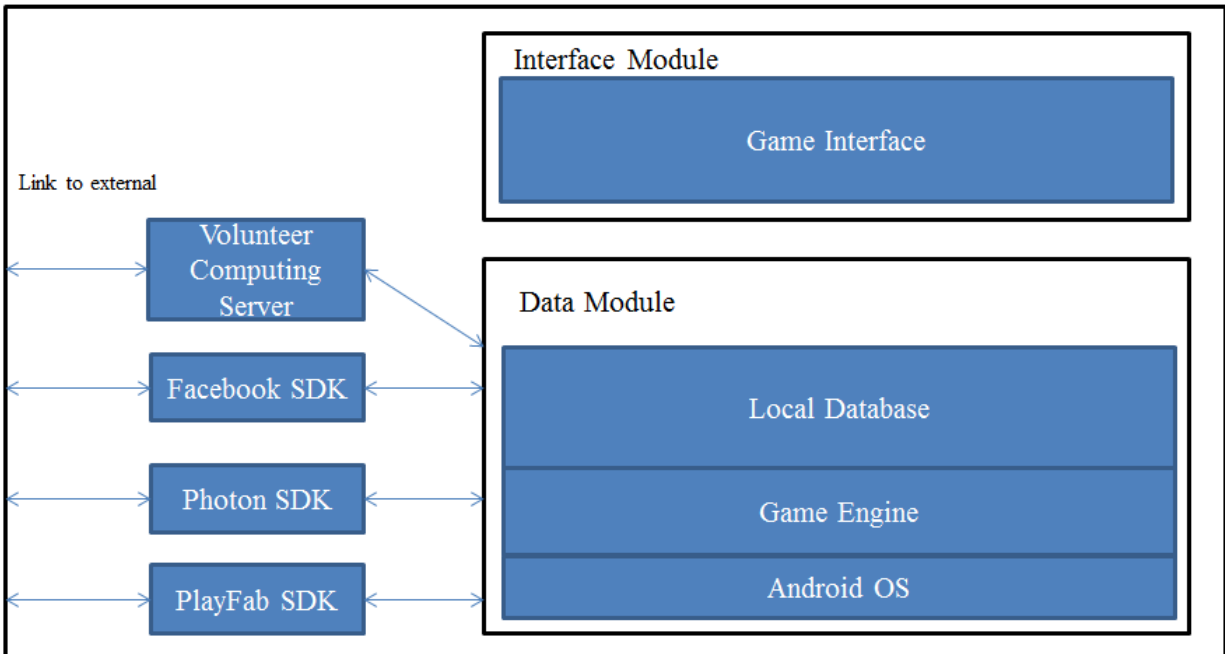 Interface Module
Game Interface
Link to external
Volunteer
Computing
Server
Data Module
Facebook SDK
Local Database
Photon SDK
Game Engine
PlayFab SDK
Android OS